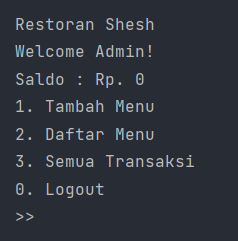 Restoran Shesh
Welcome Admin!
Saldo : Rp. 0
1. Tambah Menu
2. Daftar Menu
3. Semua Transaksi
0. Logout
>>